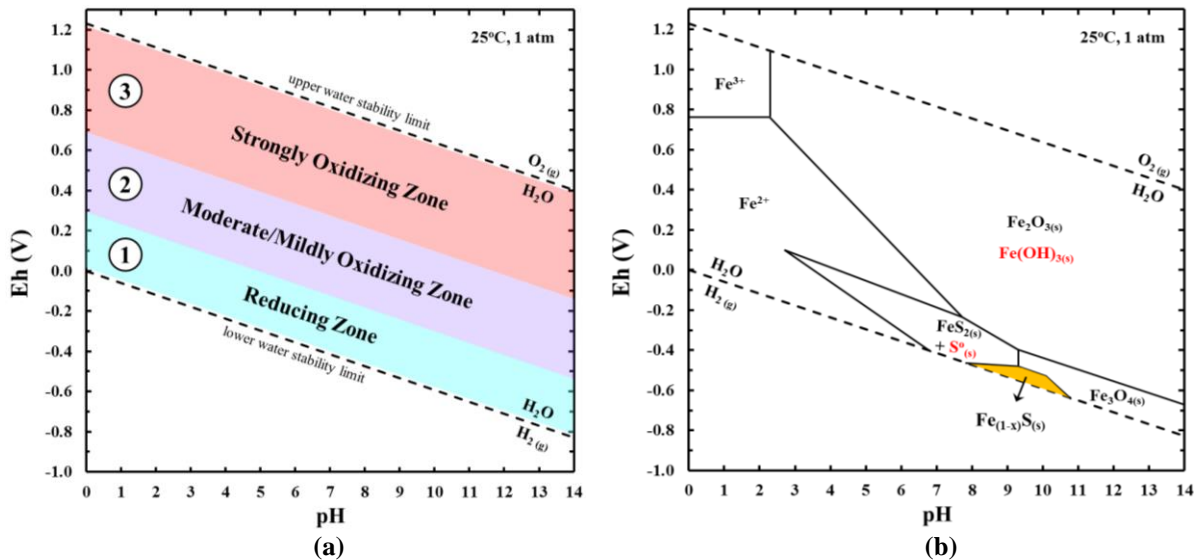 25°C, 1 atm
Eh (V)
1.2
1.0
0.8
0.6
0.4
0.2
0.0
-0.2
-0.4
-0.6
-0.8
-1.0
3
2
1
upper water stability limit
Strongly Oxidizing Zone
O₂ (g)
H₂O
Moderate/Mildly Oxidizing Zone
Reducing Zone
lower water stability limit
H₂O
H₂ (g)
0 1 2 3 4 5 6 7 8 9 10 11 12 13 14
pH
(a)
25°C, 1 atm
Eh (V)
1.2
1.0
0.8
0.6
0.4
0.2
0.0
-0.2
-0.4
-0.6
-0.8
-1.0
Fe³⁺
O₂ (g)
H₂O
Fe²⁺
Fe₂O₃(s)
Fe(OH)₃(s)
H₂O
H₂ (g)
FeS₂(s)
+ S°(s)
Fe₃O₄(s)
Fe(1-x)S(s)
0 1 2 3 4 5 6 7 8 9 10 11 12 13 14
pH
(b)